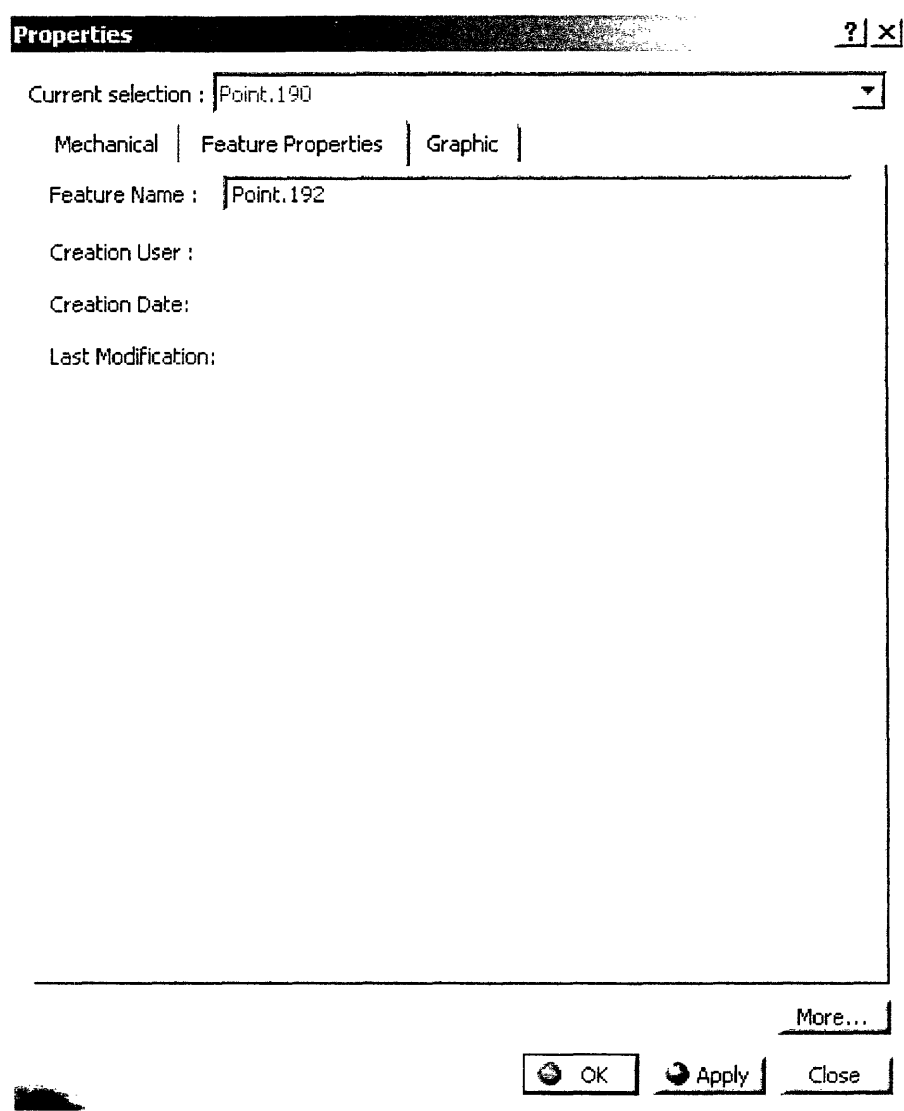 Properties ? ×
Current selection : Point.190
Mechanical Feature Properties Graphic
Feature Name : Point.192
Creation User :
Creation Date:
Last Modification:
More...
OK Apply Close